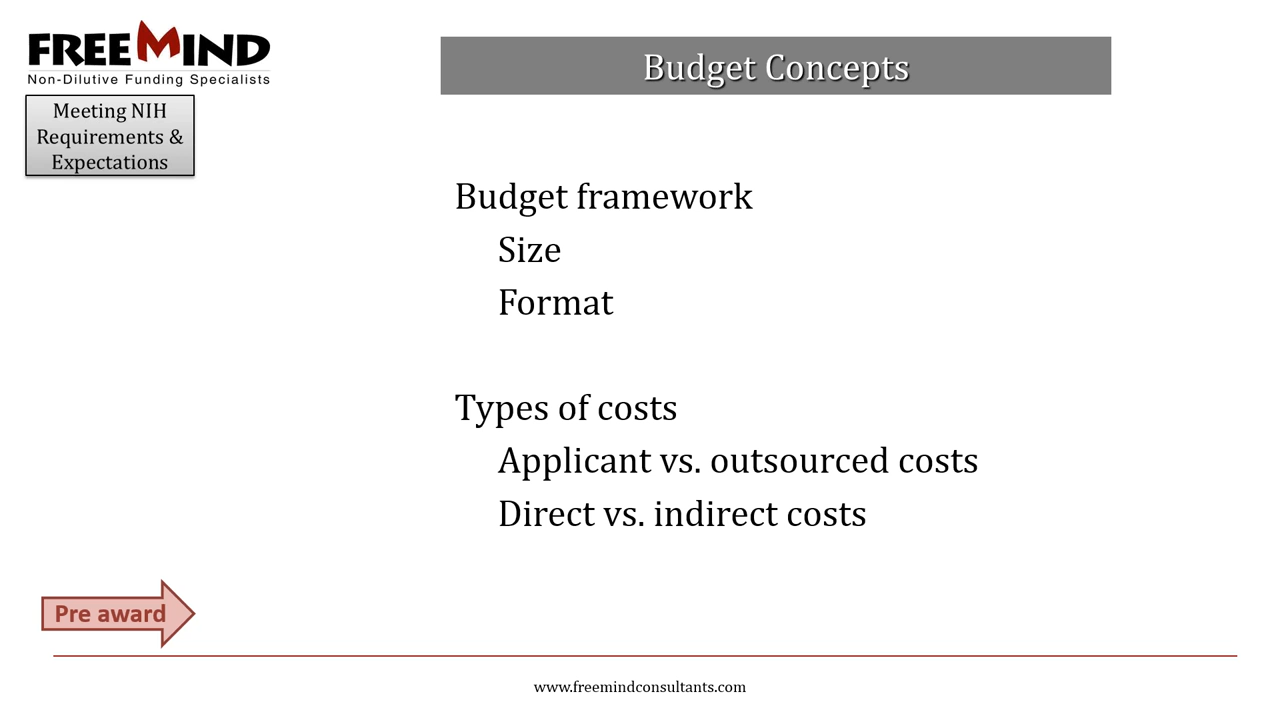 FREEMIND
Non-Dilutive Funding Specialists
Meeting NIH
Requirements &
Expectations
Budget Concepts
Budget framework
Size
Format
Types of costs
Applicant vs. outsourced costs
Direct vs. indirect costs
Pre award
www.freemindconsultants.com